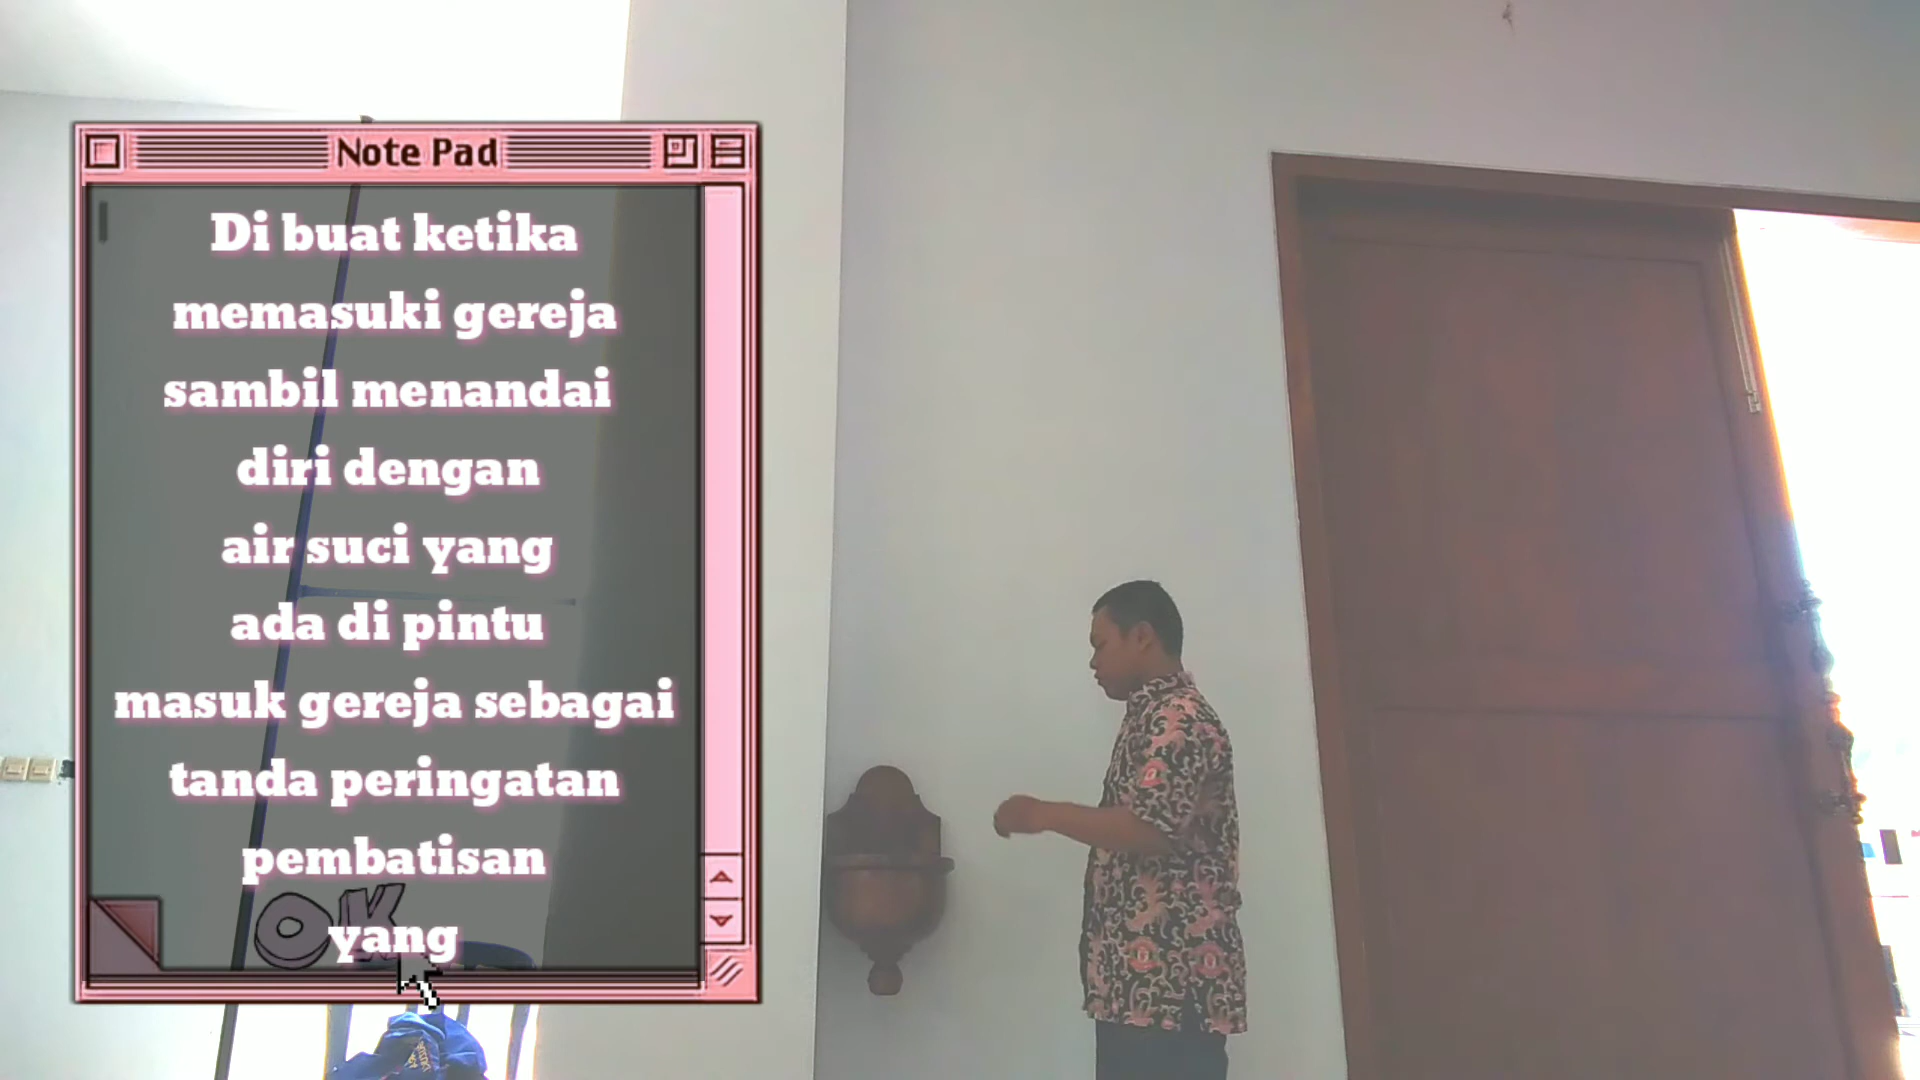 Note Pad
Di buat ketika
memasuki gereja
sambil menandai
diri dengan
air suci yang
ada di pintu
masuk gereja sebagai
tanda peringatan
pembatisan
OK
yang